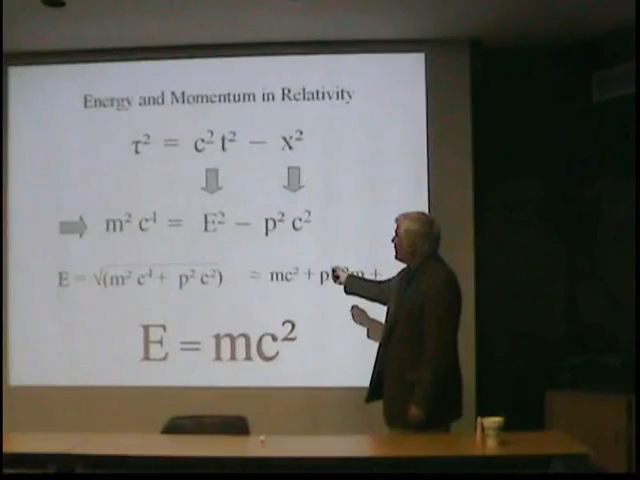 Energy and Momentum in Relativity
τ² = c² t² − x²
m² c⁴ = E² − p² c²
E = √(m² c⁴ + p² c²) ≈ mc² + p m +
E = mc²